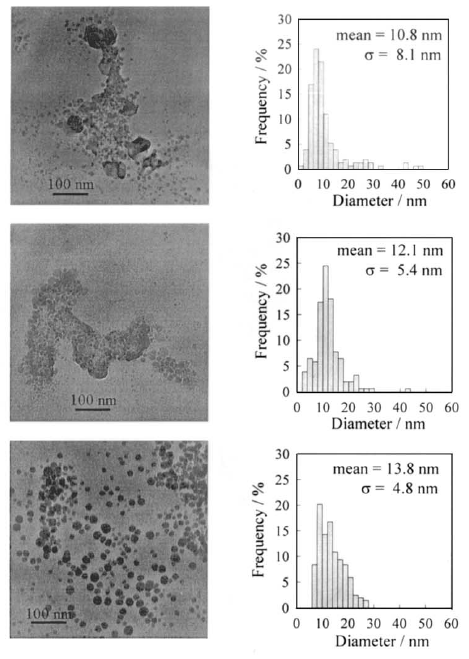 100 nm
30
25
20
15
10
5
0
Frequency / %
mean = 10.8 nm
σ = 8.1 nm
0 10 20 30 40 50 60
Diameter / nm
100 nm
30
25
20
15
10
5
0
Frequency / %
mean = 12.1 nm
σ = 5.4 nm
0 10 20 30 40 50 60
Diameter / nm
100 nm
30
25
20
15
10
5
0
Frequency / %
mean = 13.8 nm
σ = 4.8 nm
0 10 20 30 40 50 60
Diameter / nm